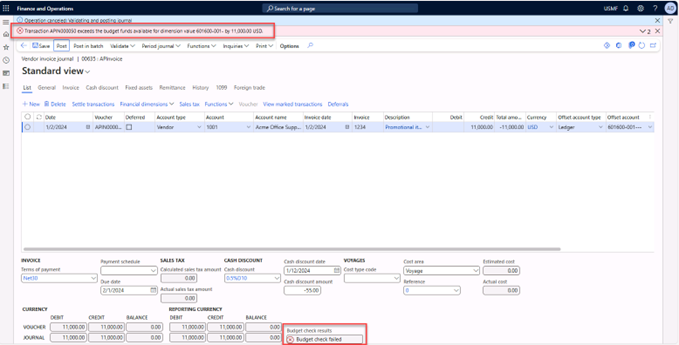 Finance and Operations Search for a page USMF
Operation canceled: Validating and posting journal
Transaction APIN000050 exceeds the budget funds available for dimension value 601600-001- by 11,000.00 USD. 2
Save Post Post in batch Validate Period journal Functions Inquiries Print Options
Vendor invoice journal | 00635 : APInvoice
Standard view
List General Invoice Cash discount Fixed assets Remittance History 1099 Foreign trade
New Delete Settle transactions Financial dimensions Sales tax Functions Voucher View marked transactions Deferrals
Date Voucher Deferred Account type Account Account name Invoice date Invoice Description Debit Credit Total amo... Currency Offset account type Offset account
1/2/2024 APIN0000... Vendor 1001 Acme Office Supp... 1/2/2024 1234 Promotional it... 11,000.00 -11,000.00 USD Ledger 601600-001---
INVOICE Payment schedule SALES TAX CASH DISCOUNT Cash discount date VOYAGES Cost area Estimated cost
Terms of payment Calculated sales tax amount Cash discount 1/12/2024 Cost type code Voyage 0.00
Net30 Due date 0.00 0.5%D10 Cash discount amount Reference Actual cost
2/1/2024 Actual sales tax amount -55.00 0 0.00
0.00
CURRENCY REPORTING CURRENCY
DEBIT CREDIT BALANCE DEBIT CREDIT BALANCE Budget check results
VOUCHER 11,000.00 11,000.00 0.00 11,000.00 11,000.00 0.00 Budget check failed
JOURNAL 11,000.00 11,000.00 0.00 11,000.00 11,000.00 0.00